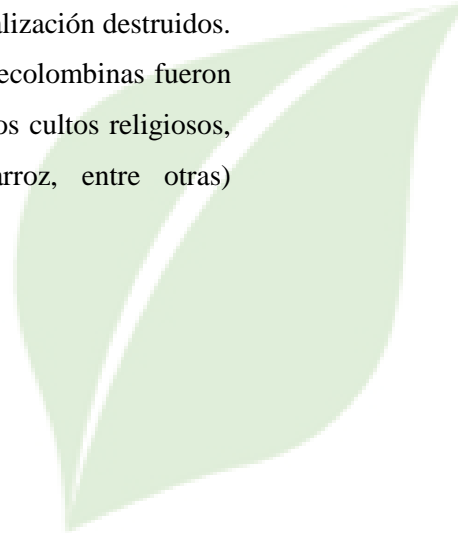 alización destruidos.
ecolombinas fueron
os cultos religiosos,
arroz, entre otras)